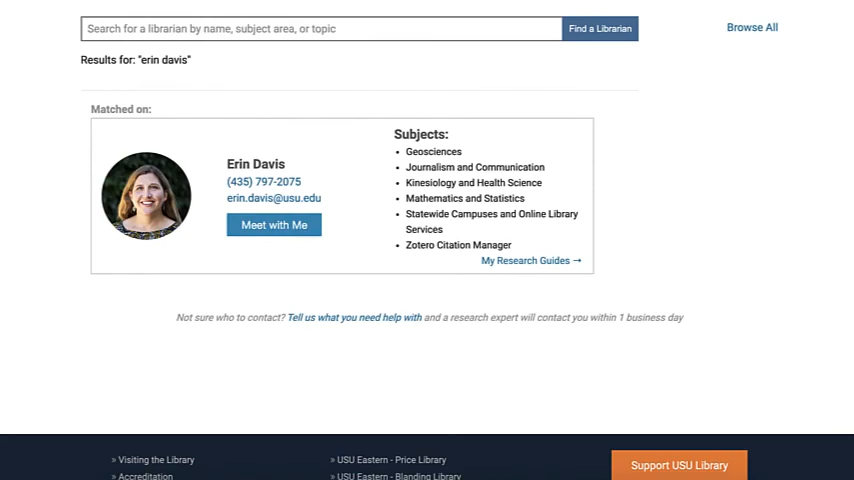 Search for a librarian by name, subject area, or topic
Find a Librarian
Browse All
Results for: "erin davis"
Matched on:
Erin Davis
(435) 797-2075
erin.davis@usu.edu
Meet with Me
Subjects:
• Geosciences
• Journalism and Communication
• Kinesiology and Health Science
• Mathematics and Statistics
• Statewide Campuses and Online Library
Services
• Zotero Citation Manager
My Research Guides →
Not sure who to contact? Tell us what you need help with and a research expert will contact you within 1 business day
» Visiting the Library
» Accreditation
» USU Eastern - Price Library
» USU Eastern - Blanding Library
Support USU Library